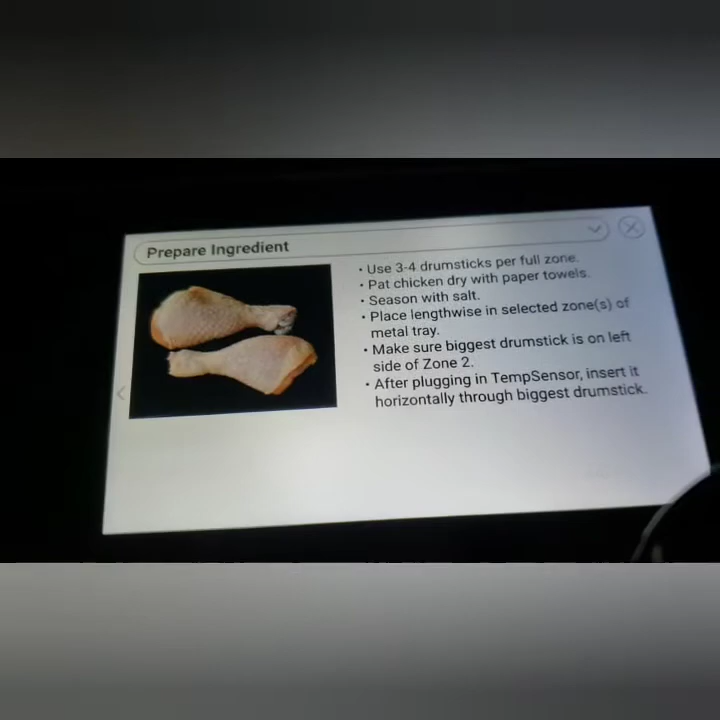 Prepare Ingredient
• Use 3-4 drumsticks per full zone.
• Pat chicken dry with paper towels.
• Season with salt.
• Place lengthwise in selected zone(s) of
metal tray.
• Make sure biggest drumstick is on left
side of Zone 2.
• After plugging in TempSensor, insert it
horizontally through biggest drumstick.